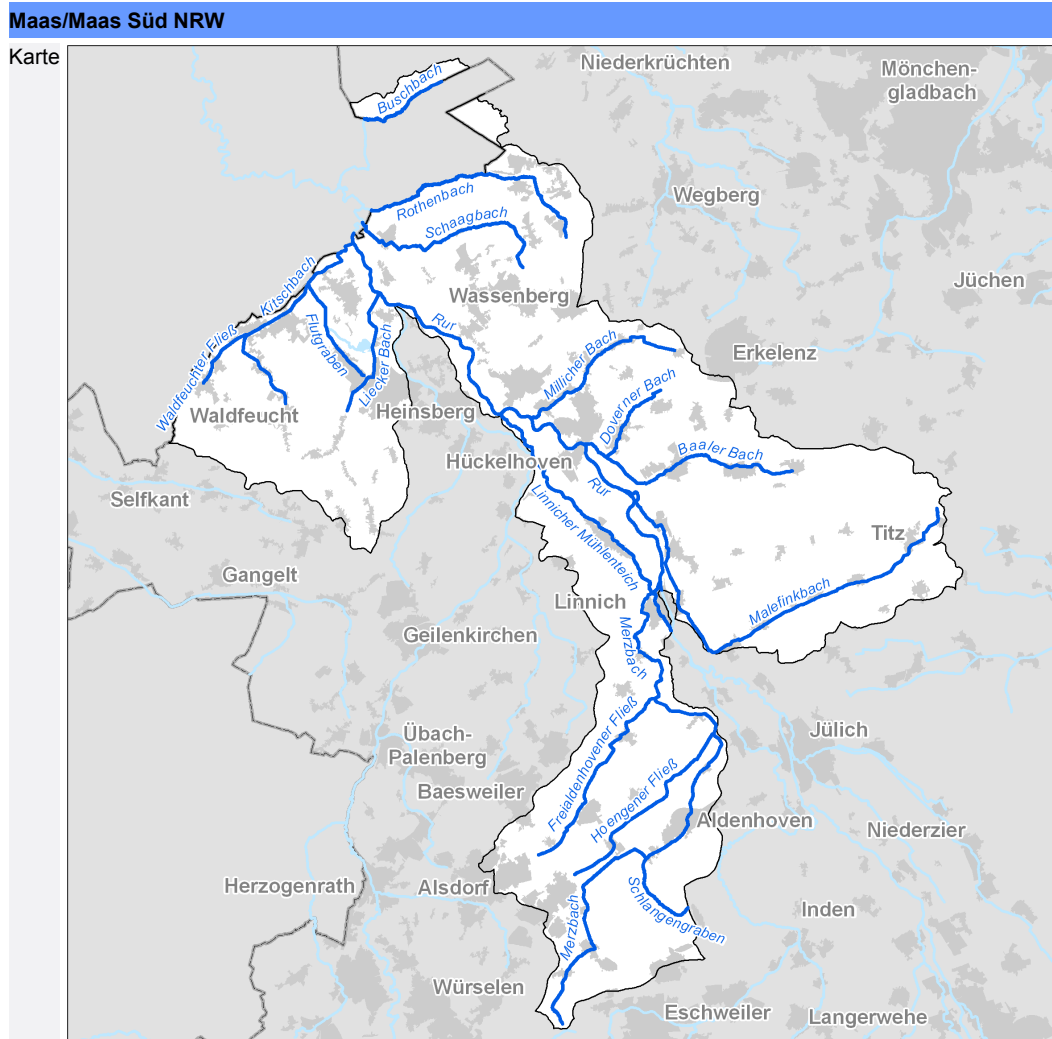 Maas/Maas Süd NRW
Karte
Niederkrüchten
Mönchen-
gladbach
Buschbach
Wegberg
Rothenbach
Schaagbach
Jüchen
Wassenberg
Kitschbach
Rur
Flutgraben
Liecker Bach
Waldfeuchter Fließ
Millicher Bach
Erkelenz
Waldfeucht
Heinsberg
Doverner Bach
Baaler Bach
Hückelhoven
Selfkant
Rur
Linnicher Mühlenteich
Titz
Gangelt
Linnich
Malefinkbach
Geilenkirchen
Merzbach
Übach-
Palenberg
Jülich
Freialdenhovener Fließ
Hoengener Fließ
Baesweiler
Aldenhoven
Niederzier
Herzogenrath
Alsdorf
Schlangengraben
Inden
Merzbach
Würselen
Eschweiler
Langerwehe